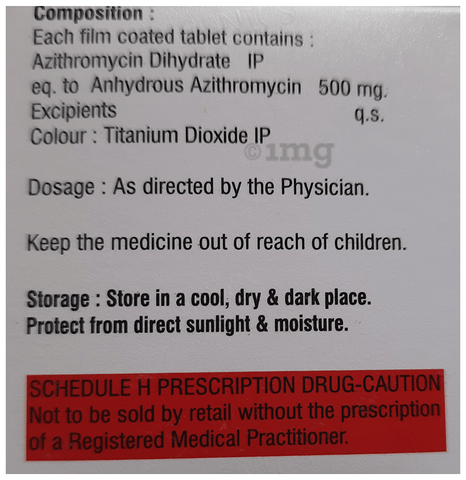 Composition :
Each film coated tablet contains :
Azithromycin Dihydrate IP
eq. to Anhydrous Azithromycin 500 mg.
Excipients q.s.
Colour : Titanium Dioxide IP
©1mg
Dosage : As directed by the Physician.
Keep the medicine out of reach of children.
Storage : Store in a cool, dry & dark place.
Protect from direct sunlight & moisture.
SCHEDULE H PRESCRIPTION DRUG-CAUTION
Not to be sold by retail without the prescription
of a Registered Medical Practitioner.